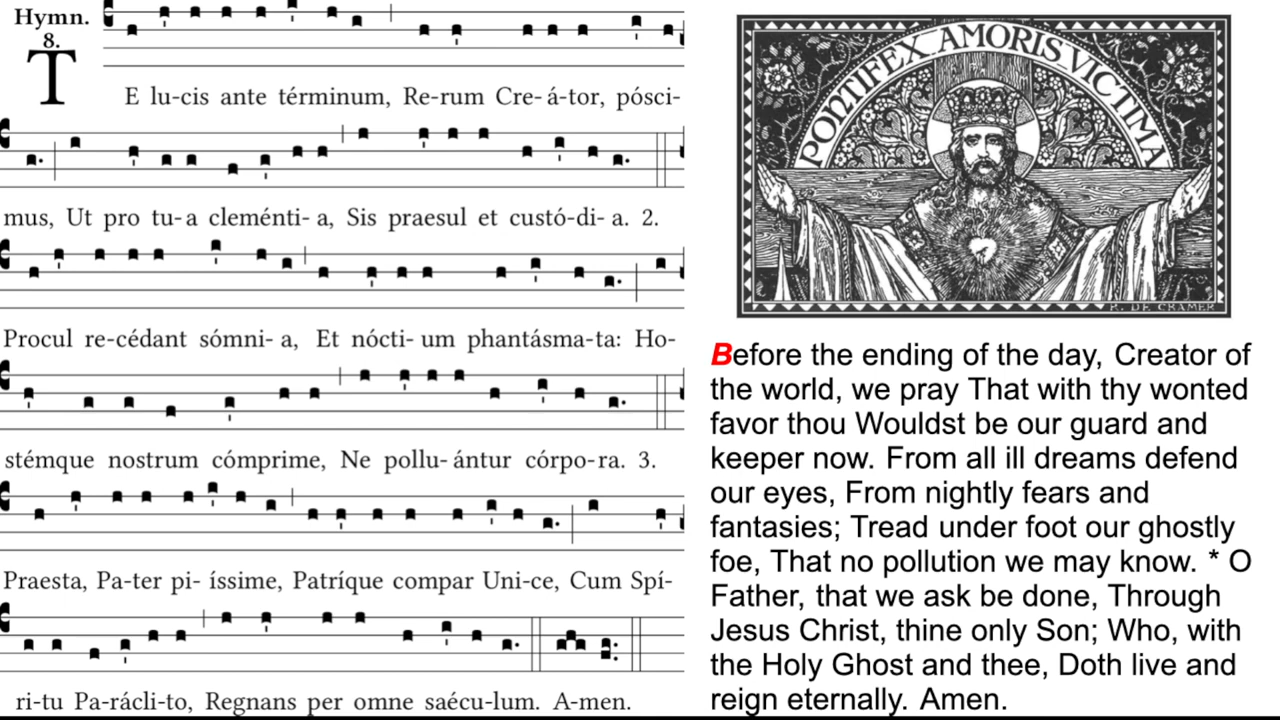 Hymn.
8.
TE lu-cis ante términum, Re-rum Cre-á-tor, pósci-
mus, Ut pro tu-a cleménti-a, Sis praesul et custó-di-a. 2.
Procul re-cédant sómni-a, Et nócti-um phantásma-ta: Ho-
stémque nostrum cómprime, Ne pollu-ántur córpo-ra. 3.
Praesta, Pa-ter pi-íssime, Patríque compar Uni-ce, Cum Spí-
ri-tu Pa-rácli-to, Regnans per omne saécu-lum. A-men.
PONTIFEX AMORIS VICTIMA
R. DE CRAMER
Before the ending of the day, Creator of
the world, we pray That with thy wonted
favor thou Wouldst be our guard and
keeper now. From all ill dreams defend
our eyes, From nightly fears and
fantasies; Tread under foot our ghostly
foe, That no pollution we may know. * O
Father, that we ask be done, Through
Jesus Christ, thine only Son; Who, with
the Holy Ghost and thee, Doth live and
reign eternally. Amen.